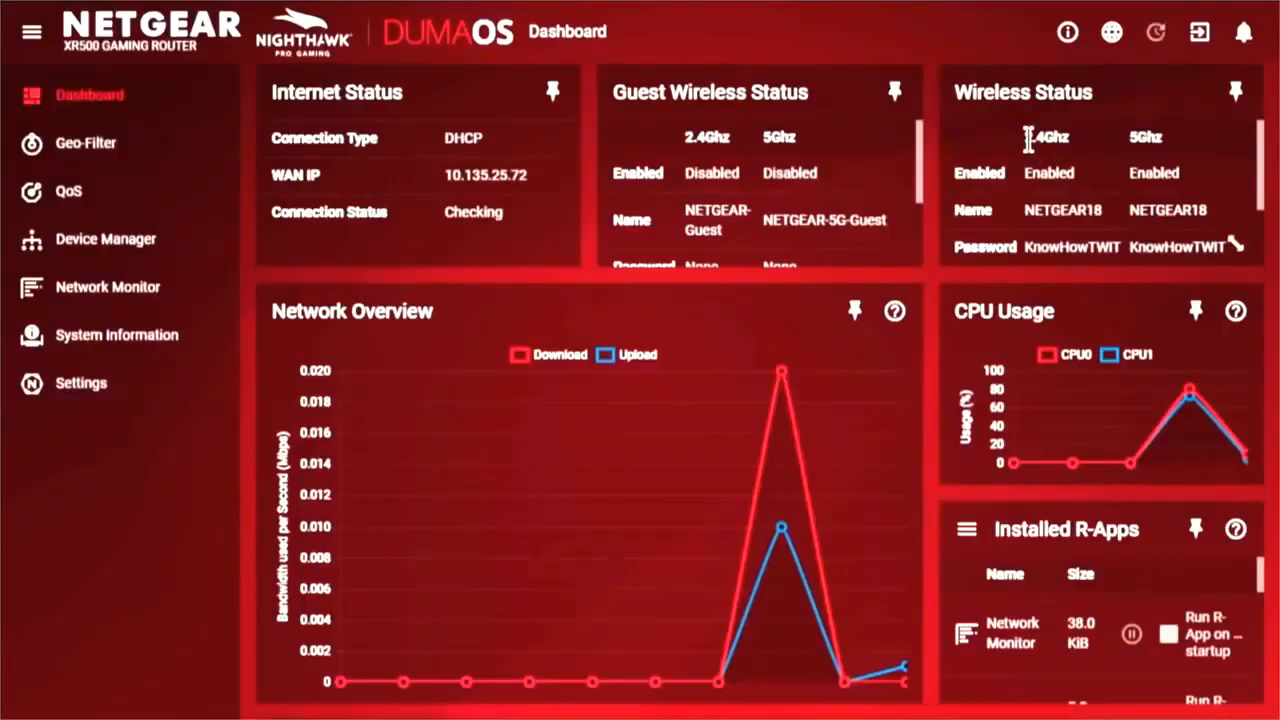 NETGEAR
XR500 GAMING ROUTER
NIGHTHAWK
PRO GAMING
DUMAOS
Dashboard
Dashboard
Geo-Filter
QoS
Device Manager
Network Monitor
System Information
Settings
Internet Status
Connection Type DHCP
WAN IP 10.135.25.72
Connection Status Checking
Guest Wireless Status
2.4Ghz 5Ghz
Enabled Disabled Disabled
Name NETGEAR-Guest NETGEAR-5G-Guest
Password None None
Wireless Status
.4Ghz 5Ghz
Enabled Enabled Enabled
Name NETGEAR18 NETGEAR18
Password KnowHowTWIT KnowHowTWIT
Network Overview
Download Upload
Bandwidth used per Second (Mbps)
0.020
0.018
0.016
0.014
0.012
0.010
0.008
0.006
0.004
0.002
0
CPU Usage
CPU0 CPU1
Usage (%)
100
80
60
40
20
0
Installed R-Apps
Name Size
Network Monitor
38.0 KiB
Run R-
App on ...
startup
Run R-